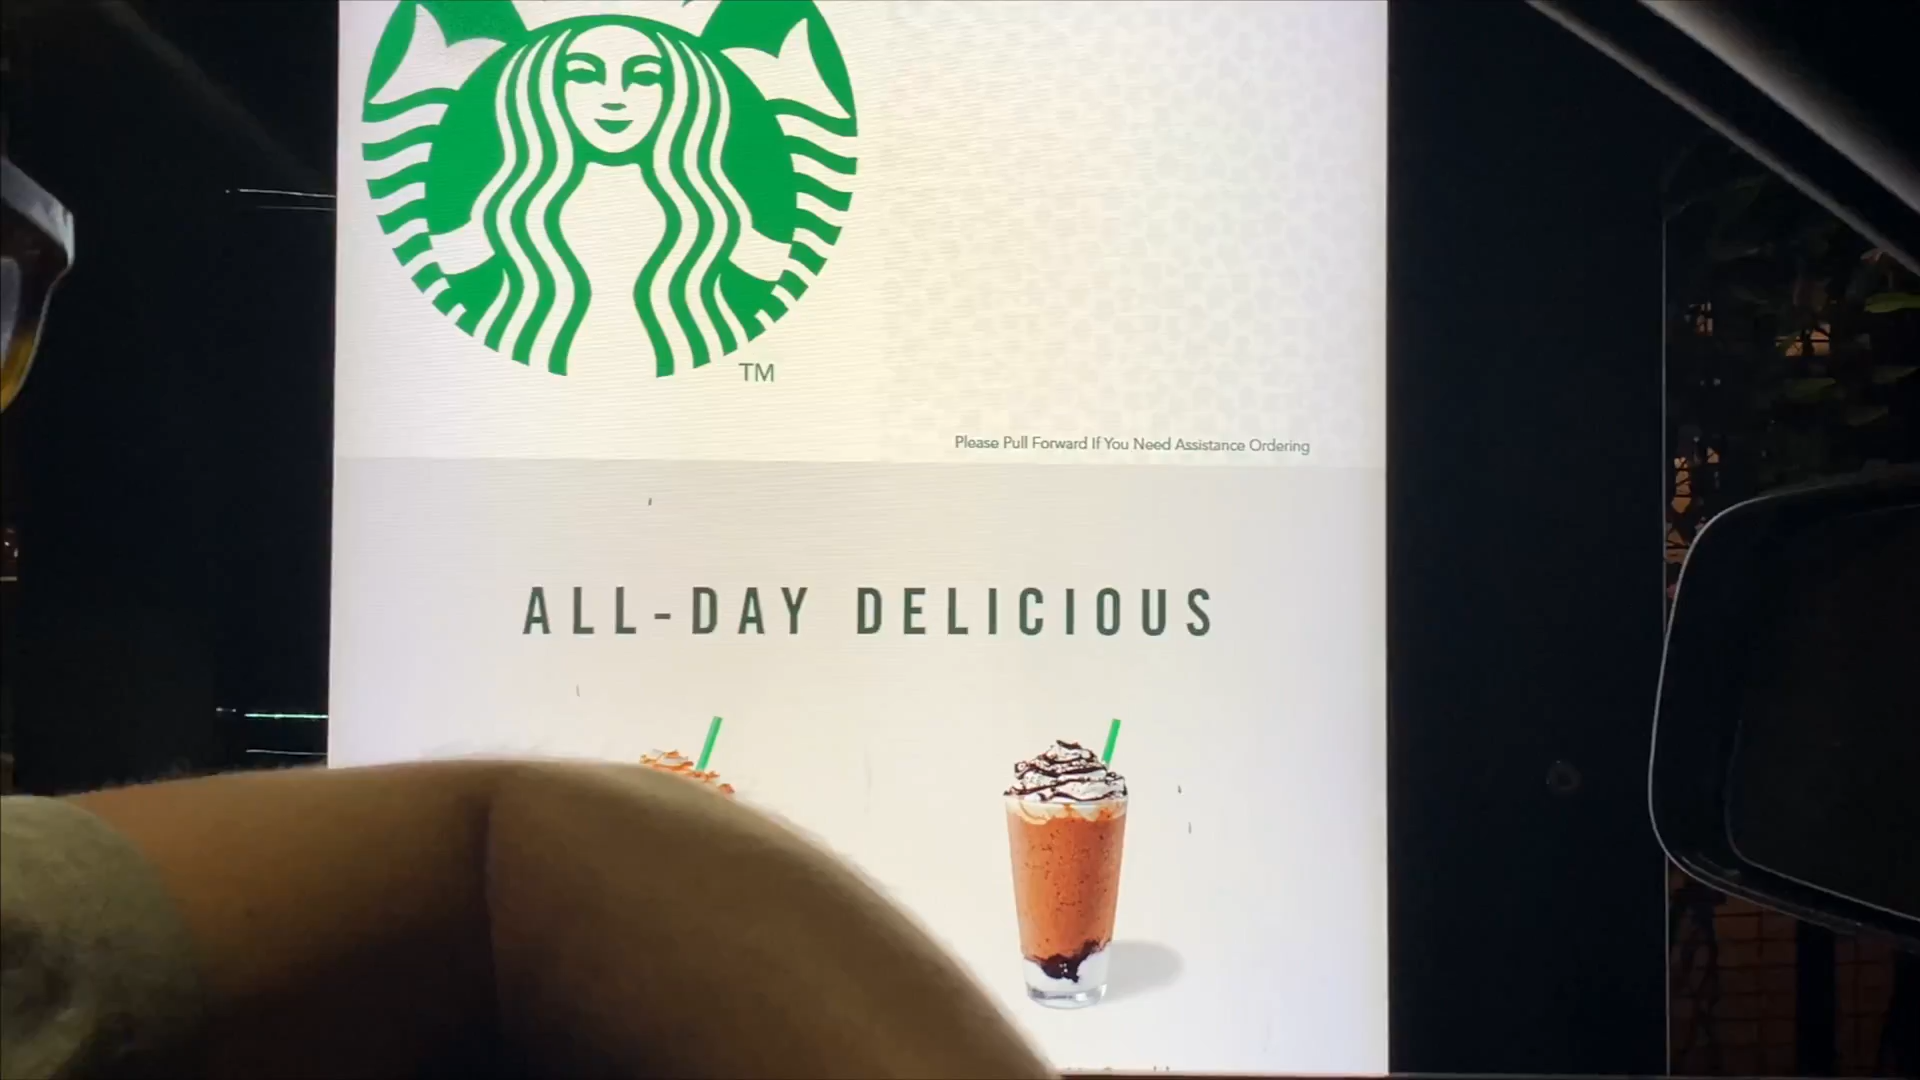 TM
Please Pull Forward If You Need Assistance Ordering
ALL-DAY DELICIOUS